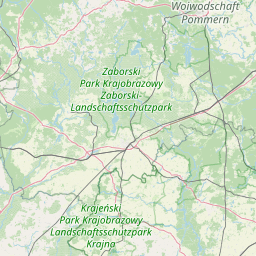 Woiwodschaft
Pommern
Zaborski
Park Krajobrazowy
Zaborski-
Landschaftsschutzpark
Krajeński
Park Krajobrazowy
Landschaftsschutzpark
Krajna